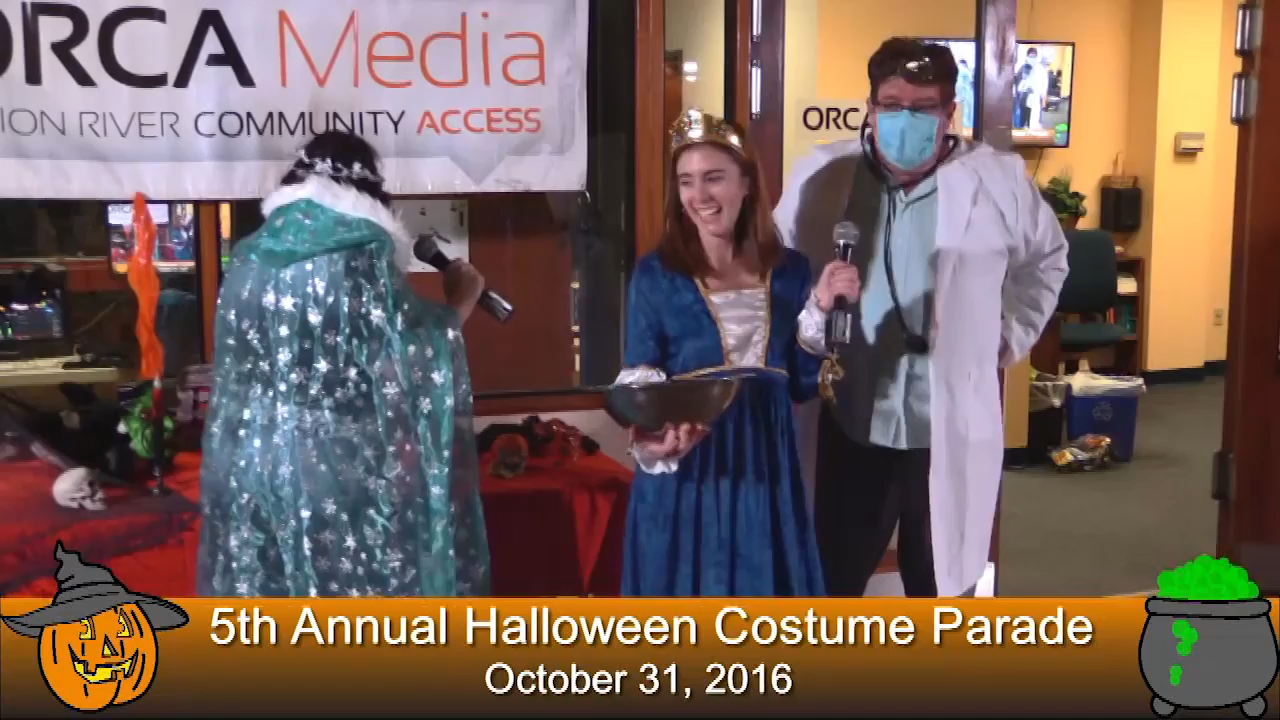 ORCA Media
ION RIVER COMMUNITY ACCESS
ORCA
5th Annual Halloween Costume Parade
October 31, 2016